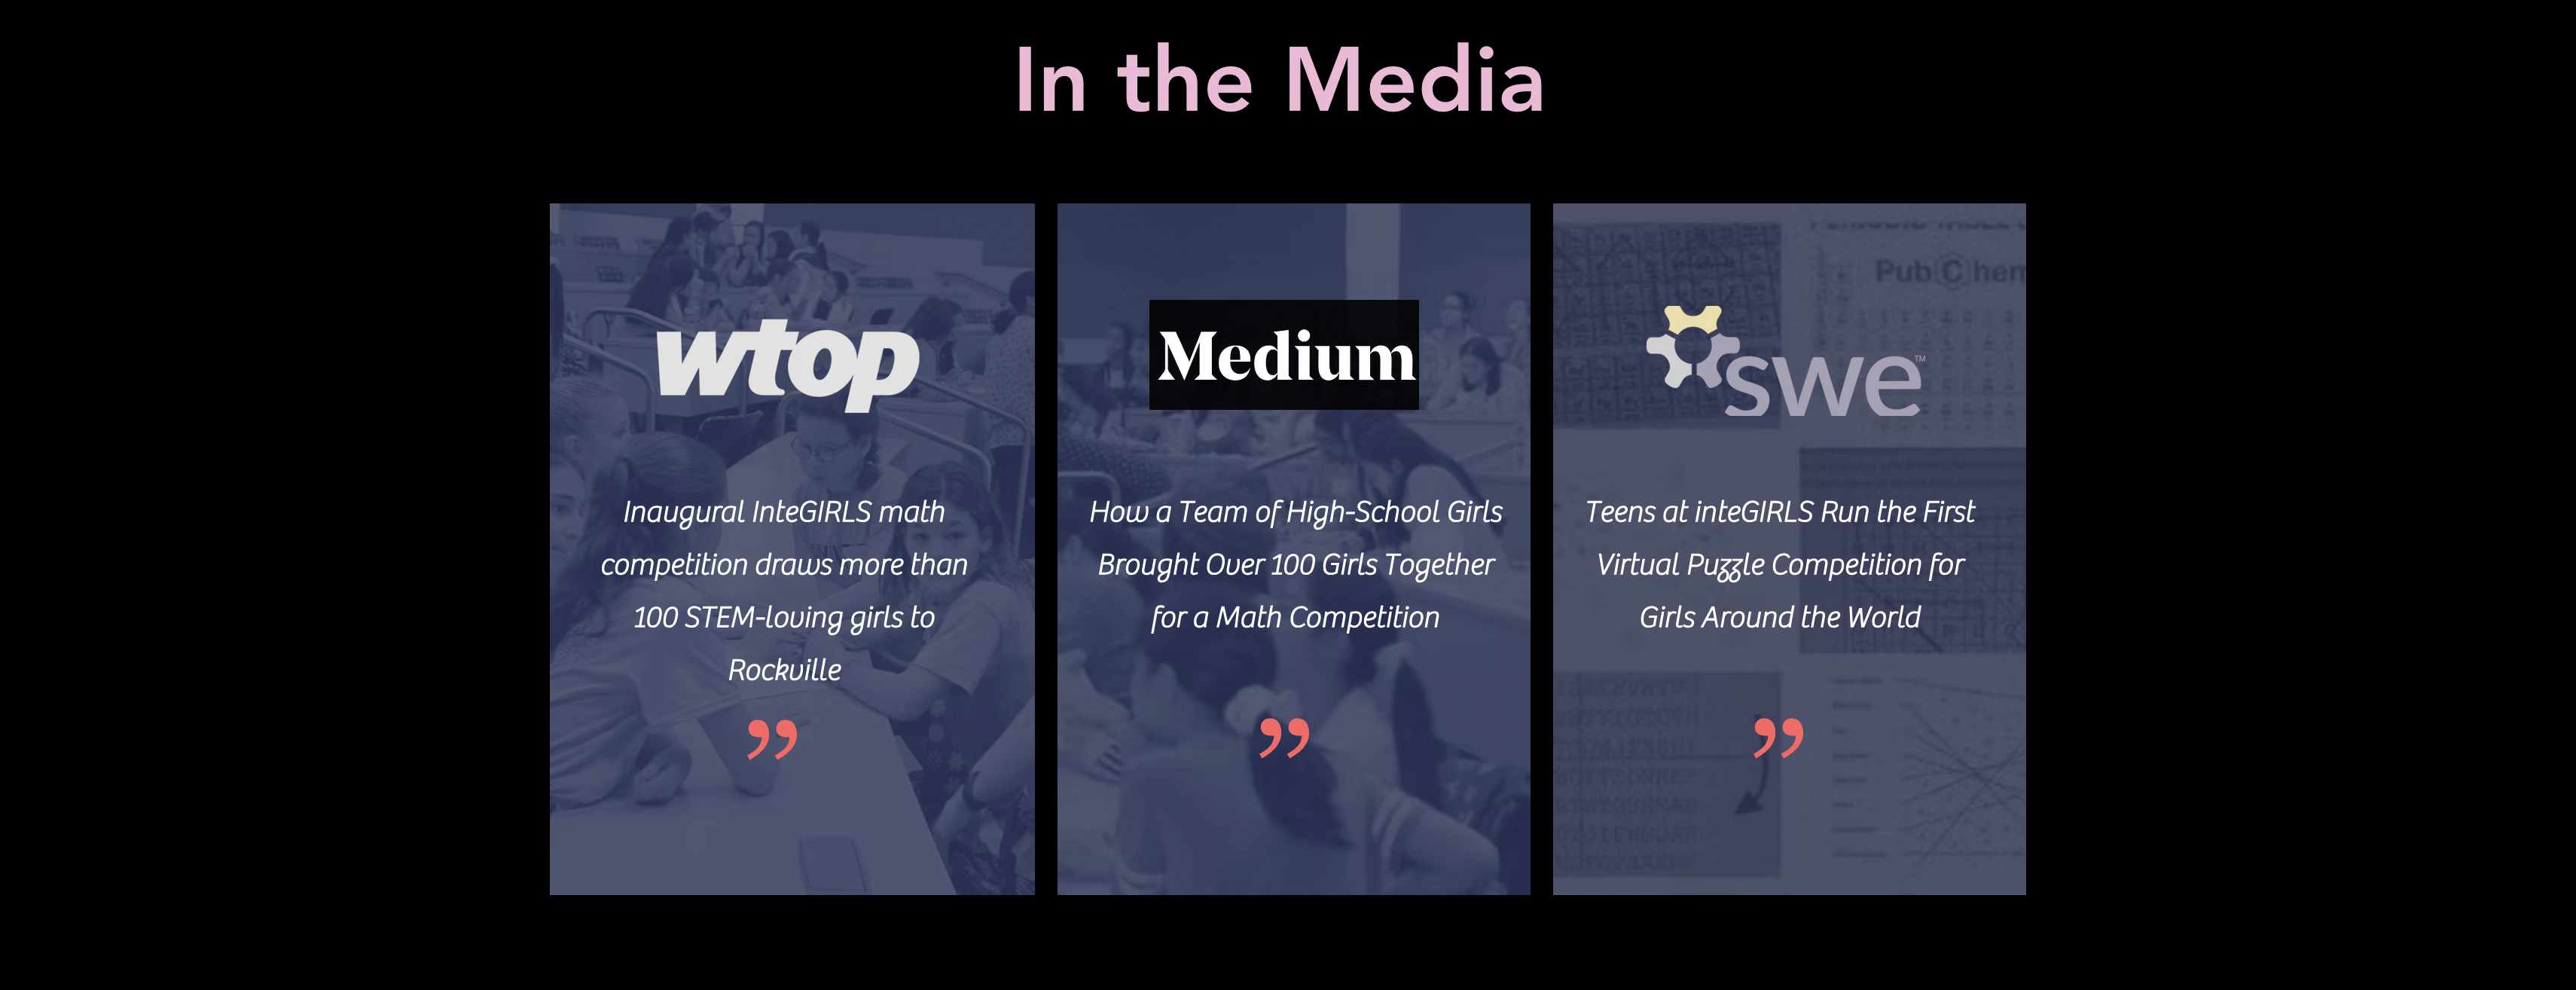 In the Media
wtop
Inaugural InteGIRLS math
competition draws more than
100 STEM-loving girls to
Rockville
”
Medium
How a Team of High-School Girls
Brought Over 100 Girls Together
for a Math Competition
”
PubChem
swe™
Teens at inteGIRLS Run the First
Virtual Puzzle Competition for
Girls Around the World
”